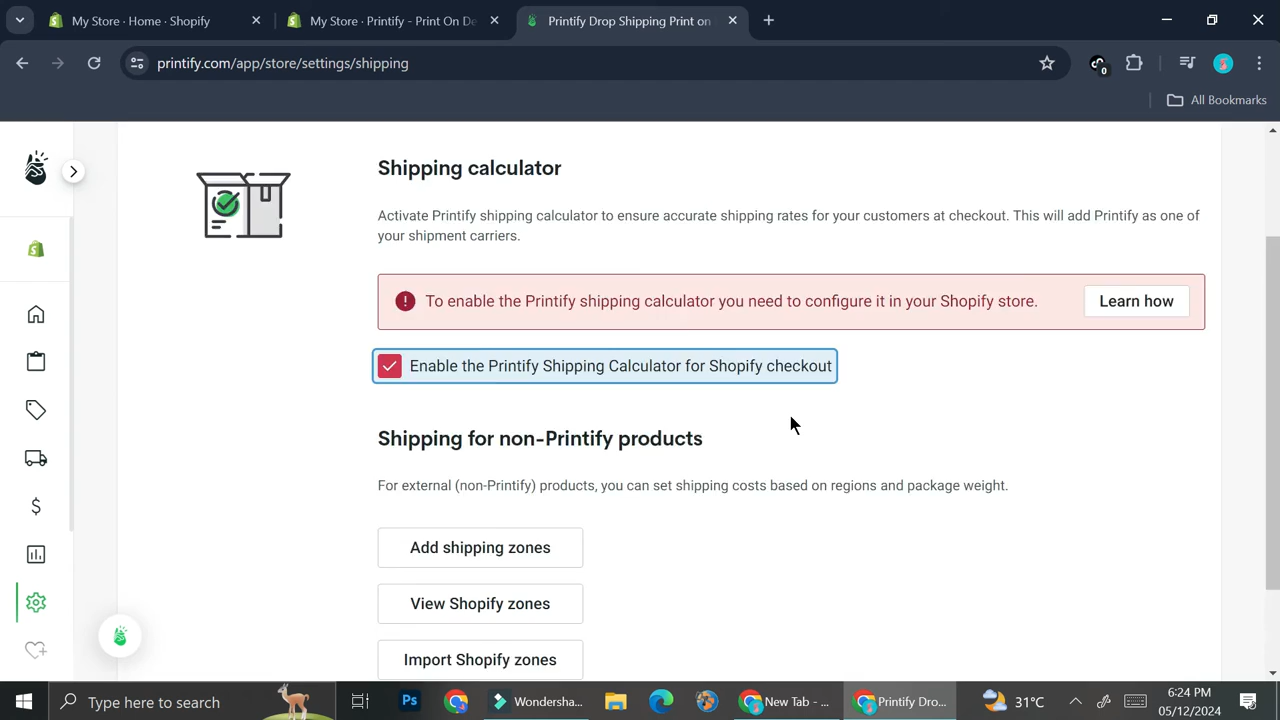 My Store · Home · Shopify
My Store · Printify - Print On De
Printify Drop Shipping Print on
printify.com/app/store/settings/shipping
0
All Bookmarks
Shipping calculator
Activate Printify shipping calculator to ensure accurate shipping rates for your customers at checkout. This will add Printify as one of
your shipment carriers.
To enable the Printify shipping calculator you need to configure it in your Shopify store.
Learn how
Enable the Printify Shipping Calculator for Shopify checkout
Shipping for non-Printify products
For external (non-Printify) products, you can set shipping costs based on regions and package weight.
Add shipping zones
View Shopify zones
Import Shopify zones
Type here to search
Ps
Wondersha...
New Tab - ...
Printify Dro...
31°C
6:24 PM
05/12/2024